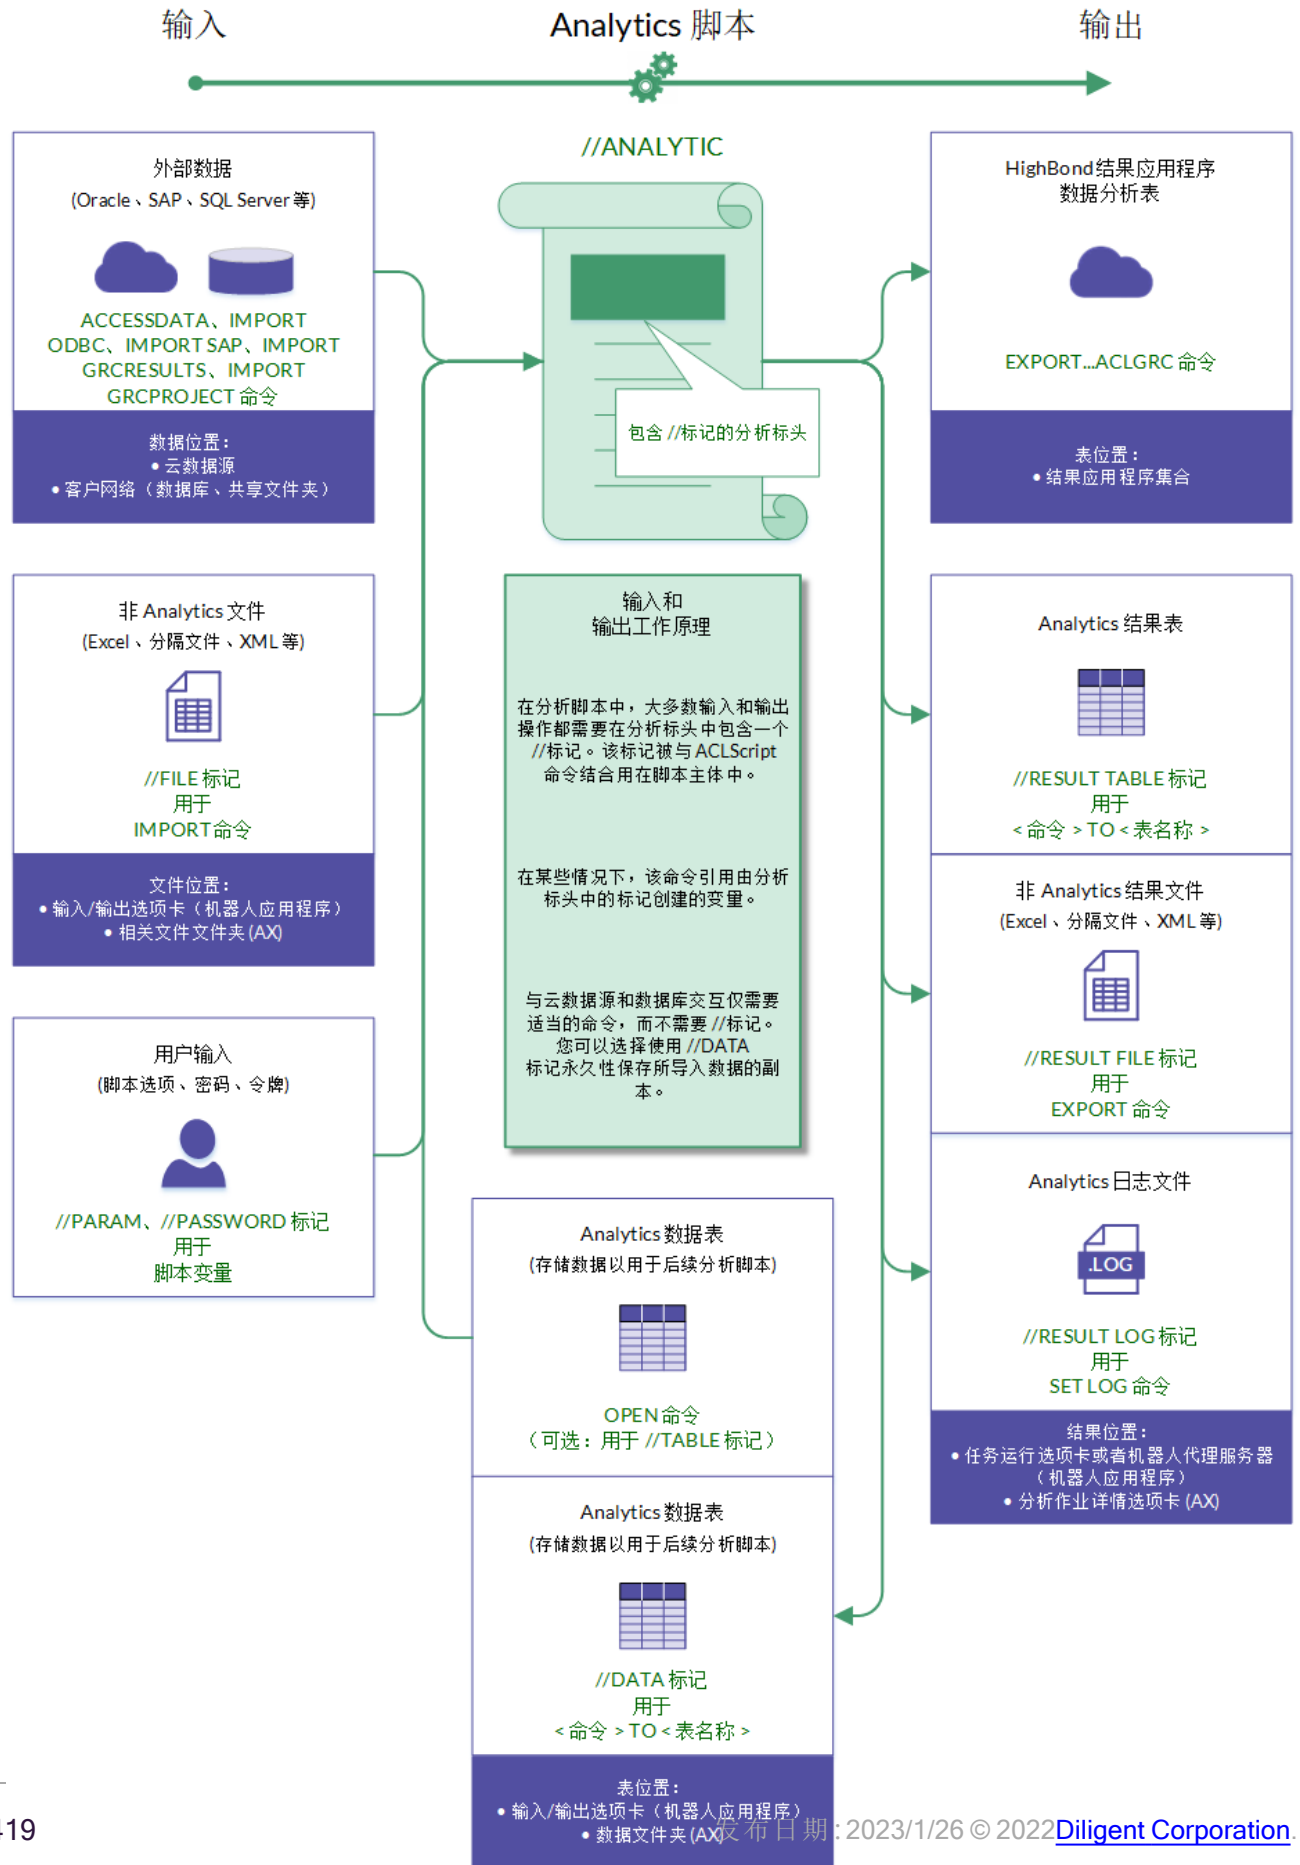 输入
Analytics 脚本
输出
外部数据
(Oracle、SAP、SQL Server 等)
ACCESSDATA、IMPORT
ODBC、IMPORT SAP、IMPORT
GRCRESULTS、IMPORT
GRCPROJECT 命令
数据位置：
• 云数据源
• 客户网络（数据库、共享文件夹）
非 Analytics 文件
(Excel、分隔文件、XML 等)
//FILE 标记
用于
IMPORT 命令
文件位置：
• 输入/输出选项卡（机器人应用程序）
• 相关文件文件夹 (AX)
用户输入
(脚本选项、密码、令牌)
//PARAM、//PASSWORD 标记
用于
脚本变量
//ANALYTIC
包含 //标记的分析标头
输入和
输出工作原理
在分析脚本中，大多数输入和输出
操作都需要在分析标头中包含一个
//标记。该标记被与 ACLScript
命令结合用在脚本主体中。
在某些情况下，该命令引用由分析
标头中的标记创建的变量。
与云数据源和数据库交互仅需要
适当的命令，而不需要 //标记。
您可以选择使用 //DATA
标记永久性保存所导入数据的副
本。
Analytics 数据表
(存储数据以用于后续分析脚本)
OPEN 命令
（可选：用于 //TABLE 标记）
Analytics 数据表
(存储数据以用于后续分析脚本)
//DATA 标记
用于
< 命令 > TO < 表名称 >
表位置：
• 输入/输出选项卡（机器人应用程序）
• 数据文件夹 (AX)
HighBond 结果应用程序
数据分析表
EXPORT...ACLGRC 命令
表位置：
• 结果应用程序集合
Analytics 结果表
//RESULT TABLE 标记
用于
< 命令 > TO < 表名称 >
非 Analytics 结果文件
(Excel、分隔文件、XML 等)
//RESULT FILE 标记
用于
EXPORT 命令
Analytics 日志文件
.LOG
//RESULT LOG 标记
用于
SET LOG 命令
结果位置：
• 任务运行选项卡或者机器人代理服务器
（机器人应用程序）
• 分析作业详情选项卡 (AX)
419
发布日期：2023/1/26 © 2022 Diligent Corporation.